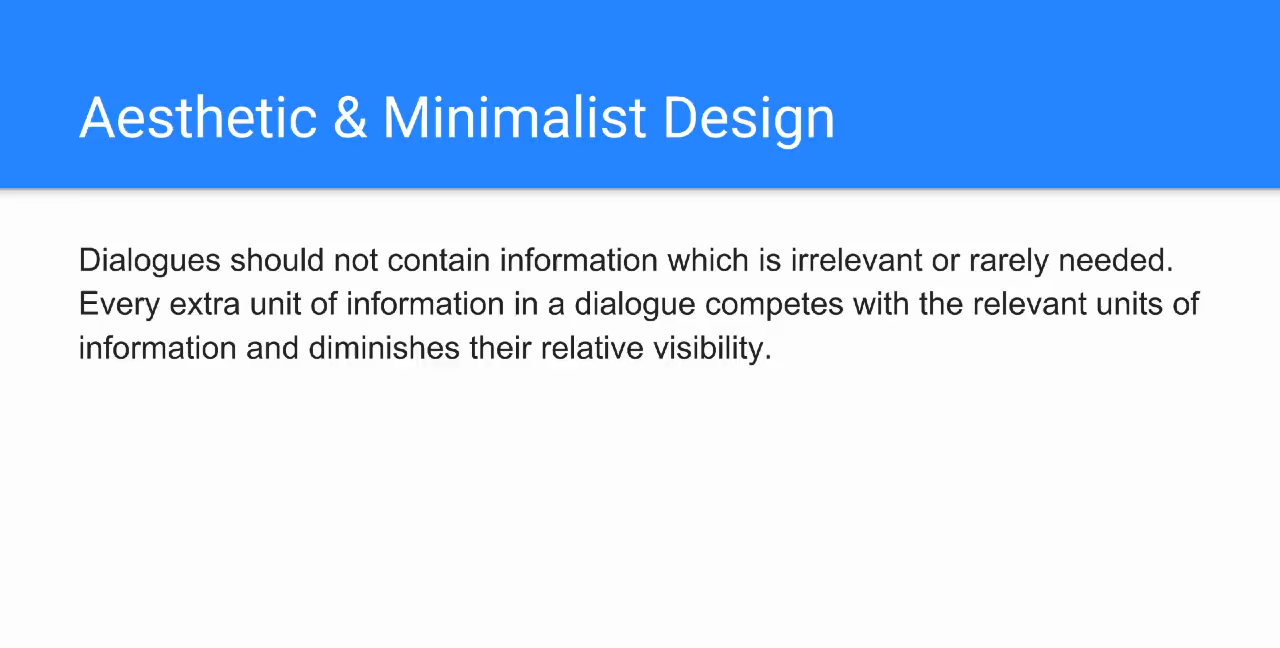 Aesthetic & Minimalist Design
Dialogues should not contain information which is irrelevant or rarely needed.
Every extra unit of information in a dialogue competes with the relevant units of
information and diminishes their relative visibility.